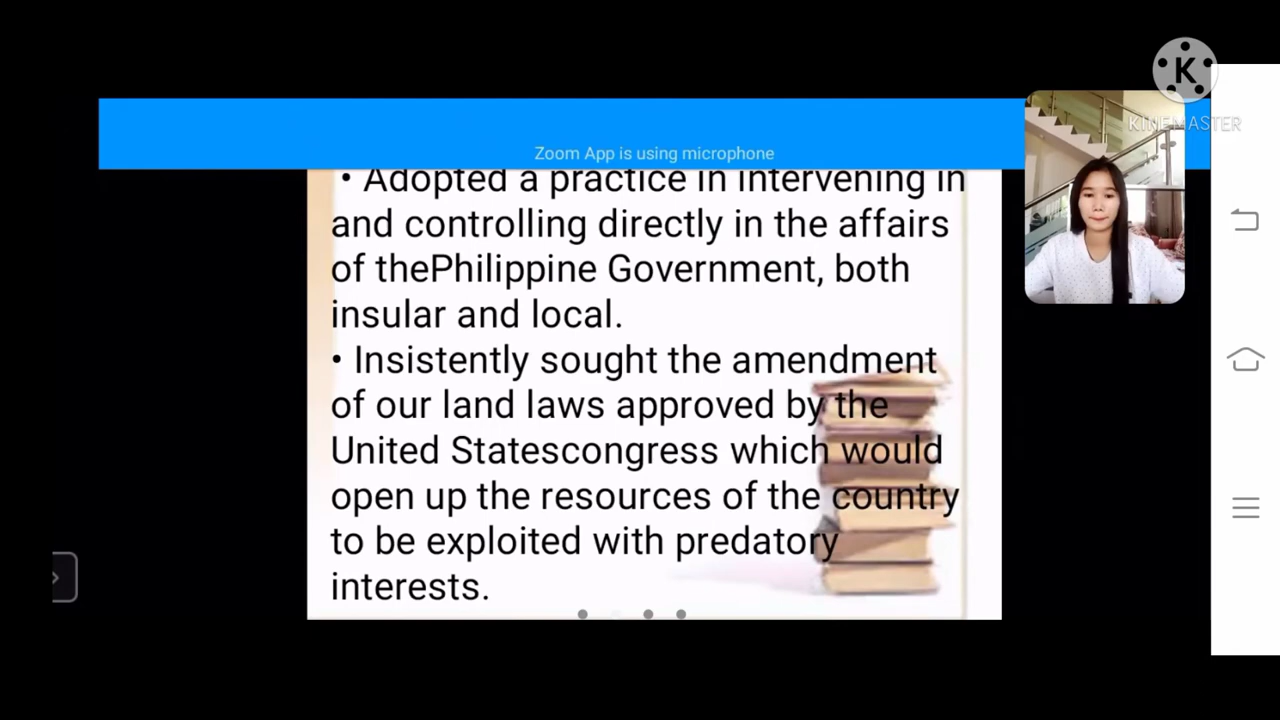 K
KINEMASTER
Zoom App is using microphone
• Adopted a practice in intervening in
and controlling directly in the affairs
of thePhilippine Government, both
insular and local.
• Insistently sought the amendment
of our land laws approved by the
United Statescongress which would
open up the resources of the country
to be exploited with predatory
interests.